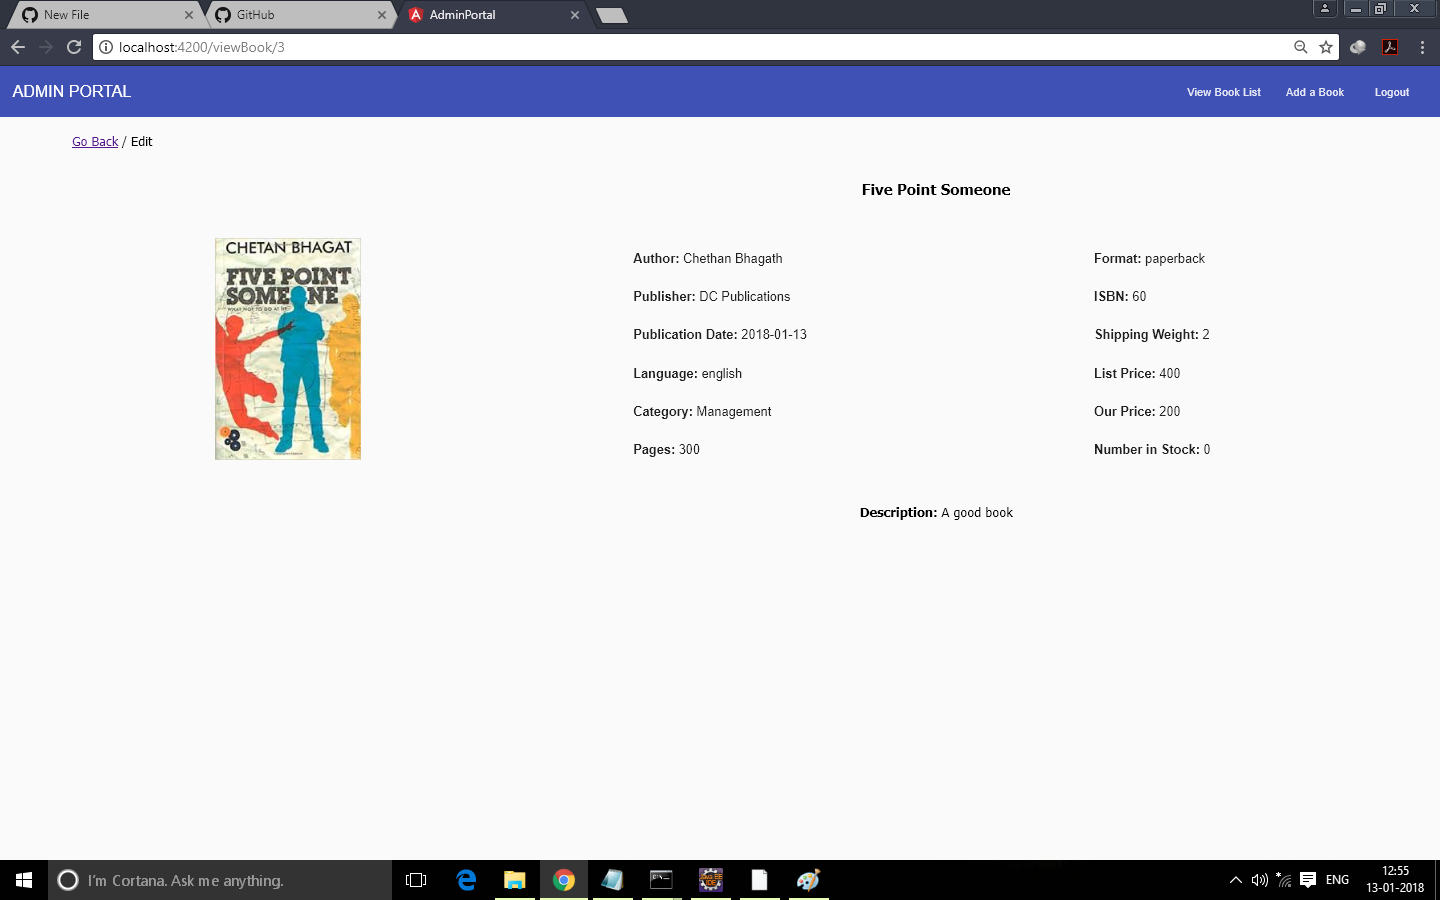 New File
GitHub
AdminPortal
localhost:4200/viewBook/3
ADMIN PORTAL
View Book List
Add a Book
Logout
Go Back / Edit
Five Point Someone
CHETAN BHAGAT
FIVE POINT
SOMEONE
WHAT NOT TO DO AT IIT
Author: Chethan Bhagath
Format: paperback
Publisher: DC Publications
ISBN: 60
Publication Date: 2018-01-13
Shipping Weight: 2
Language: english
List Price: 400
Category: Management
Our Price: 200
Pages: 300
Number in Stock: 0
Description: A good book
I'm Cortana. Ask me anything.
ENG
12:55
13-01-2018